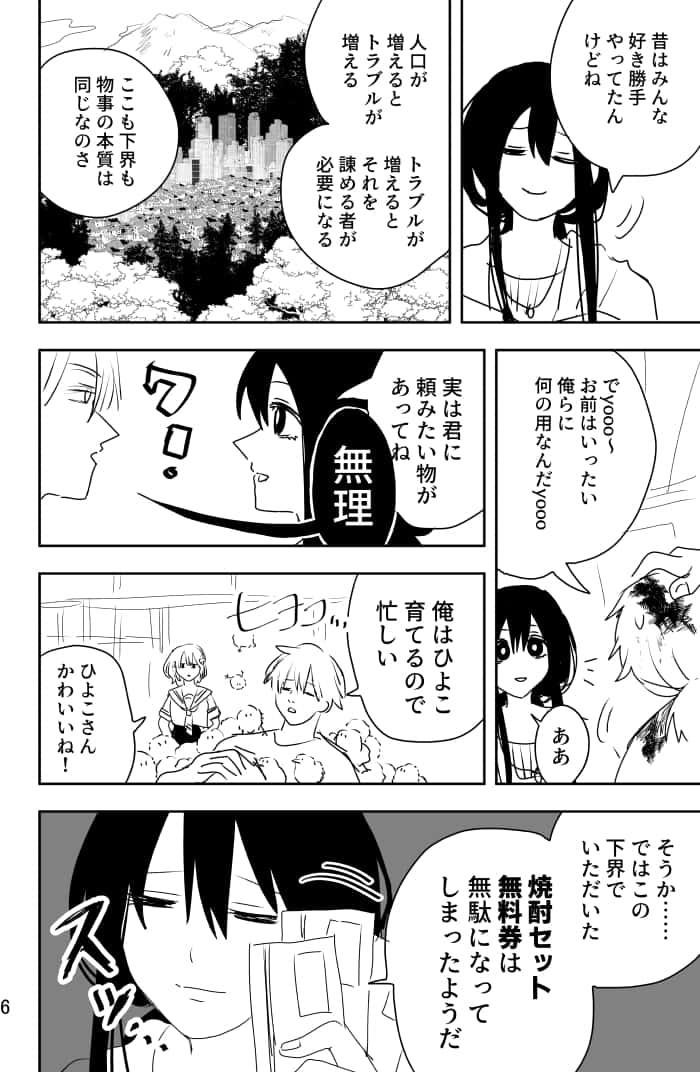 昔はみんな
好き勝手
やってたん
けどね
人口が
増えると
トラブルが
増える
トラブルが
増えると
それを
諌める者が
必要になる
ここも下界も
物事の本質は
同じなのさ
でyooo〜
お前はいったい
俺らに
何の用なんだyooo
ああ
実は君に
頼みたい物が
あってね
無理
ワ!
俺はひよこ
育てるので
忙しい
ピヨピヨ
ひよこさん
かわいいね!
そうか……
ではこの
下界で
いただいた
焼酎セット
無料券は
無駄になって
しまったようだ
スッ…
6